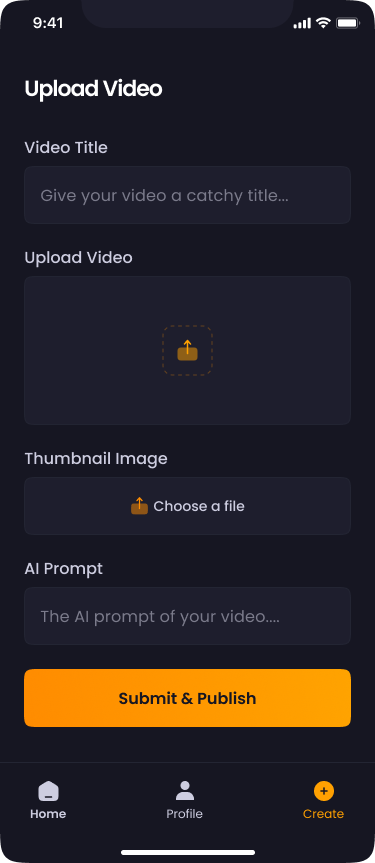 9:41
Upload Video
Video Title
Give your video a catchy title...
Upload Video
Thumbnail Image
Choose a file
AI Prompt
The AI prompt of your video....
Submit & Publish
Home
Profile
Create